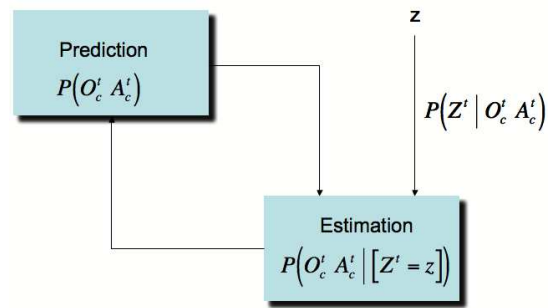 z
Prediction
P(O_c^t A_c^t)
P(Z^t | O_c^t A_c^t)
Estimation
P(O_c^t A_c^t | [Z^t = z])